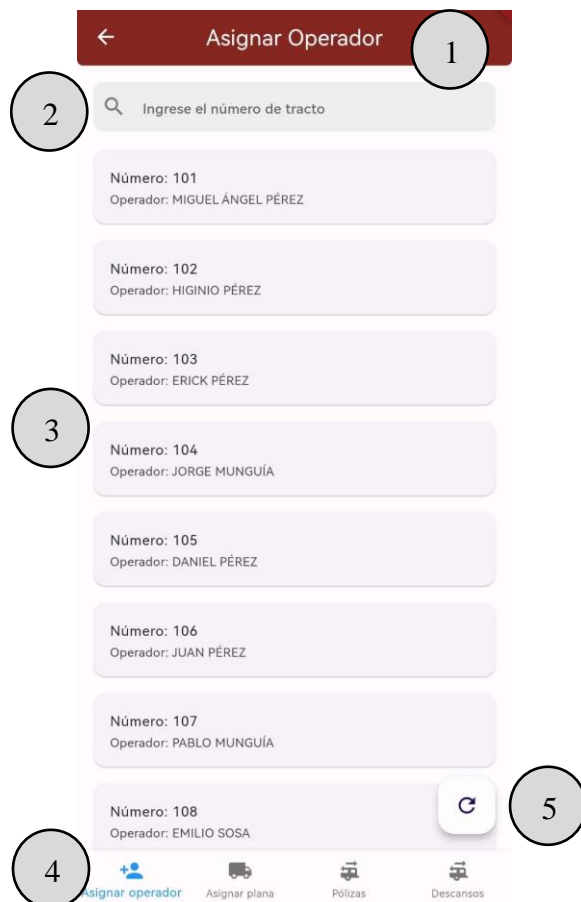 Asignar Operador
1
2
Ingrese el número de tracto
Número: 101
Operador: MIGUEL ÁNGEL PÉREZ
Número: 102
Operador: HIGINIO PÉREZ
Número: 103
Operador: ERICK PÉREZ
3
Número: 104
Operador: JORGE MUNGUÍA
Número: 105
Operador: DANIEL PÉREZ
Número: 106
Operador: JUAN PÉREZ
Número: 107
Operador: PABLO MUNGUÍA
5
Número: 108
Operador: EMILIO SOSA
4
Asignar operador
Asignar plana
Pólizas
Descansos